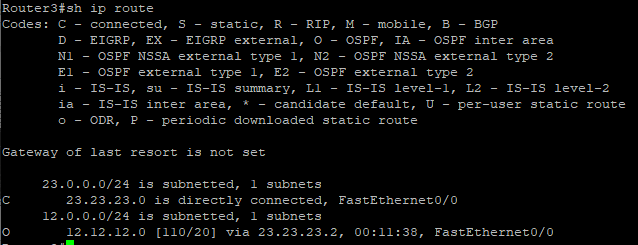 Router3#sh ip route
Codes: C - connected, S - static, R - RIP, M - mobile, B - BGP
       D - EIGRP, EX - EIGRP external, O - OSPF, IA - OSPF inter area
       N1 - OSPF NSSA external type 1, N2 - OSPF NSSA external type 2
       E1 - OSPF external type 1, E2 - OSPF external type 2
       i - IS-IS, su - IS-IS summary, L1 - IS-IS level-1, L2 - IS-IS level-2
       ia - IS-IS inter area, * - candidate default, U - per-user static route
       o - ODR, P - periodic downloaded static route
Gateway of last resort is not set
     23.0.0.0/24 is subnetted, 1 subnets
C       23.23.23.0 is directly connected, FastEthernet0/0
     12.0.0.0/24 is subnetted, 1 subnets
O       12.12.12.0 [110/20] via 23.23.23.2, 00:11:38, FastEthernet0/0